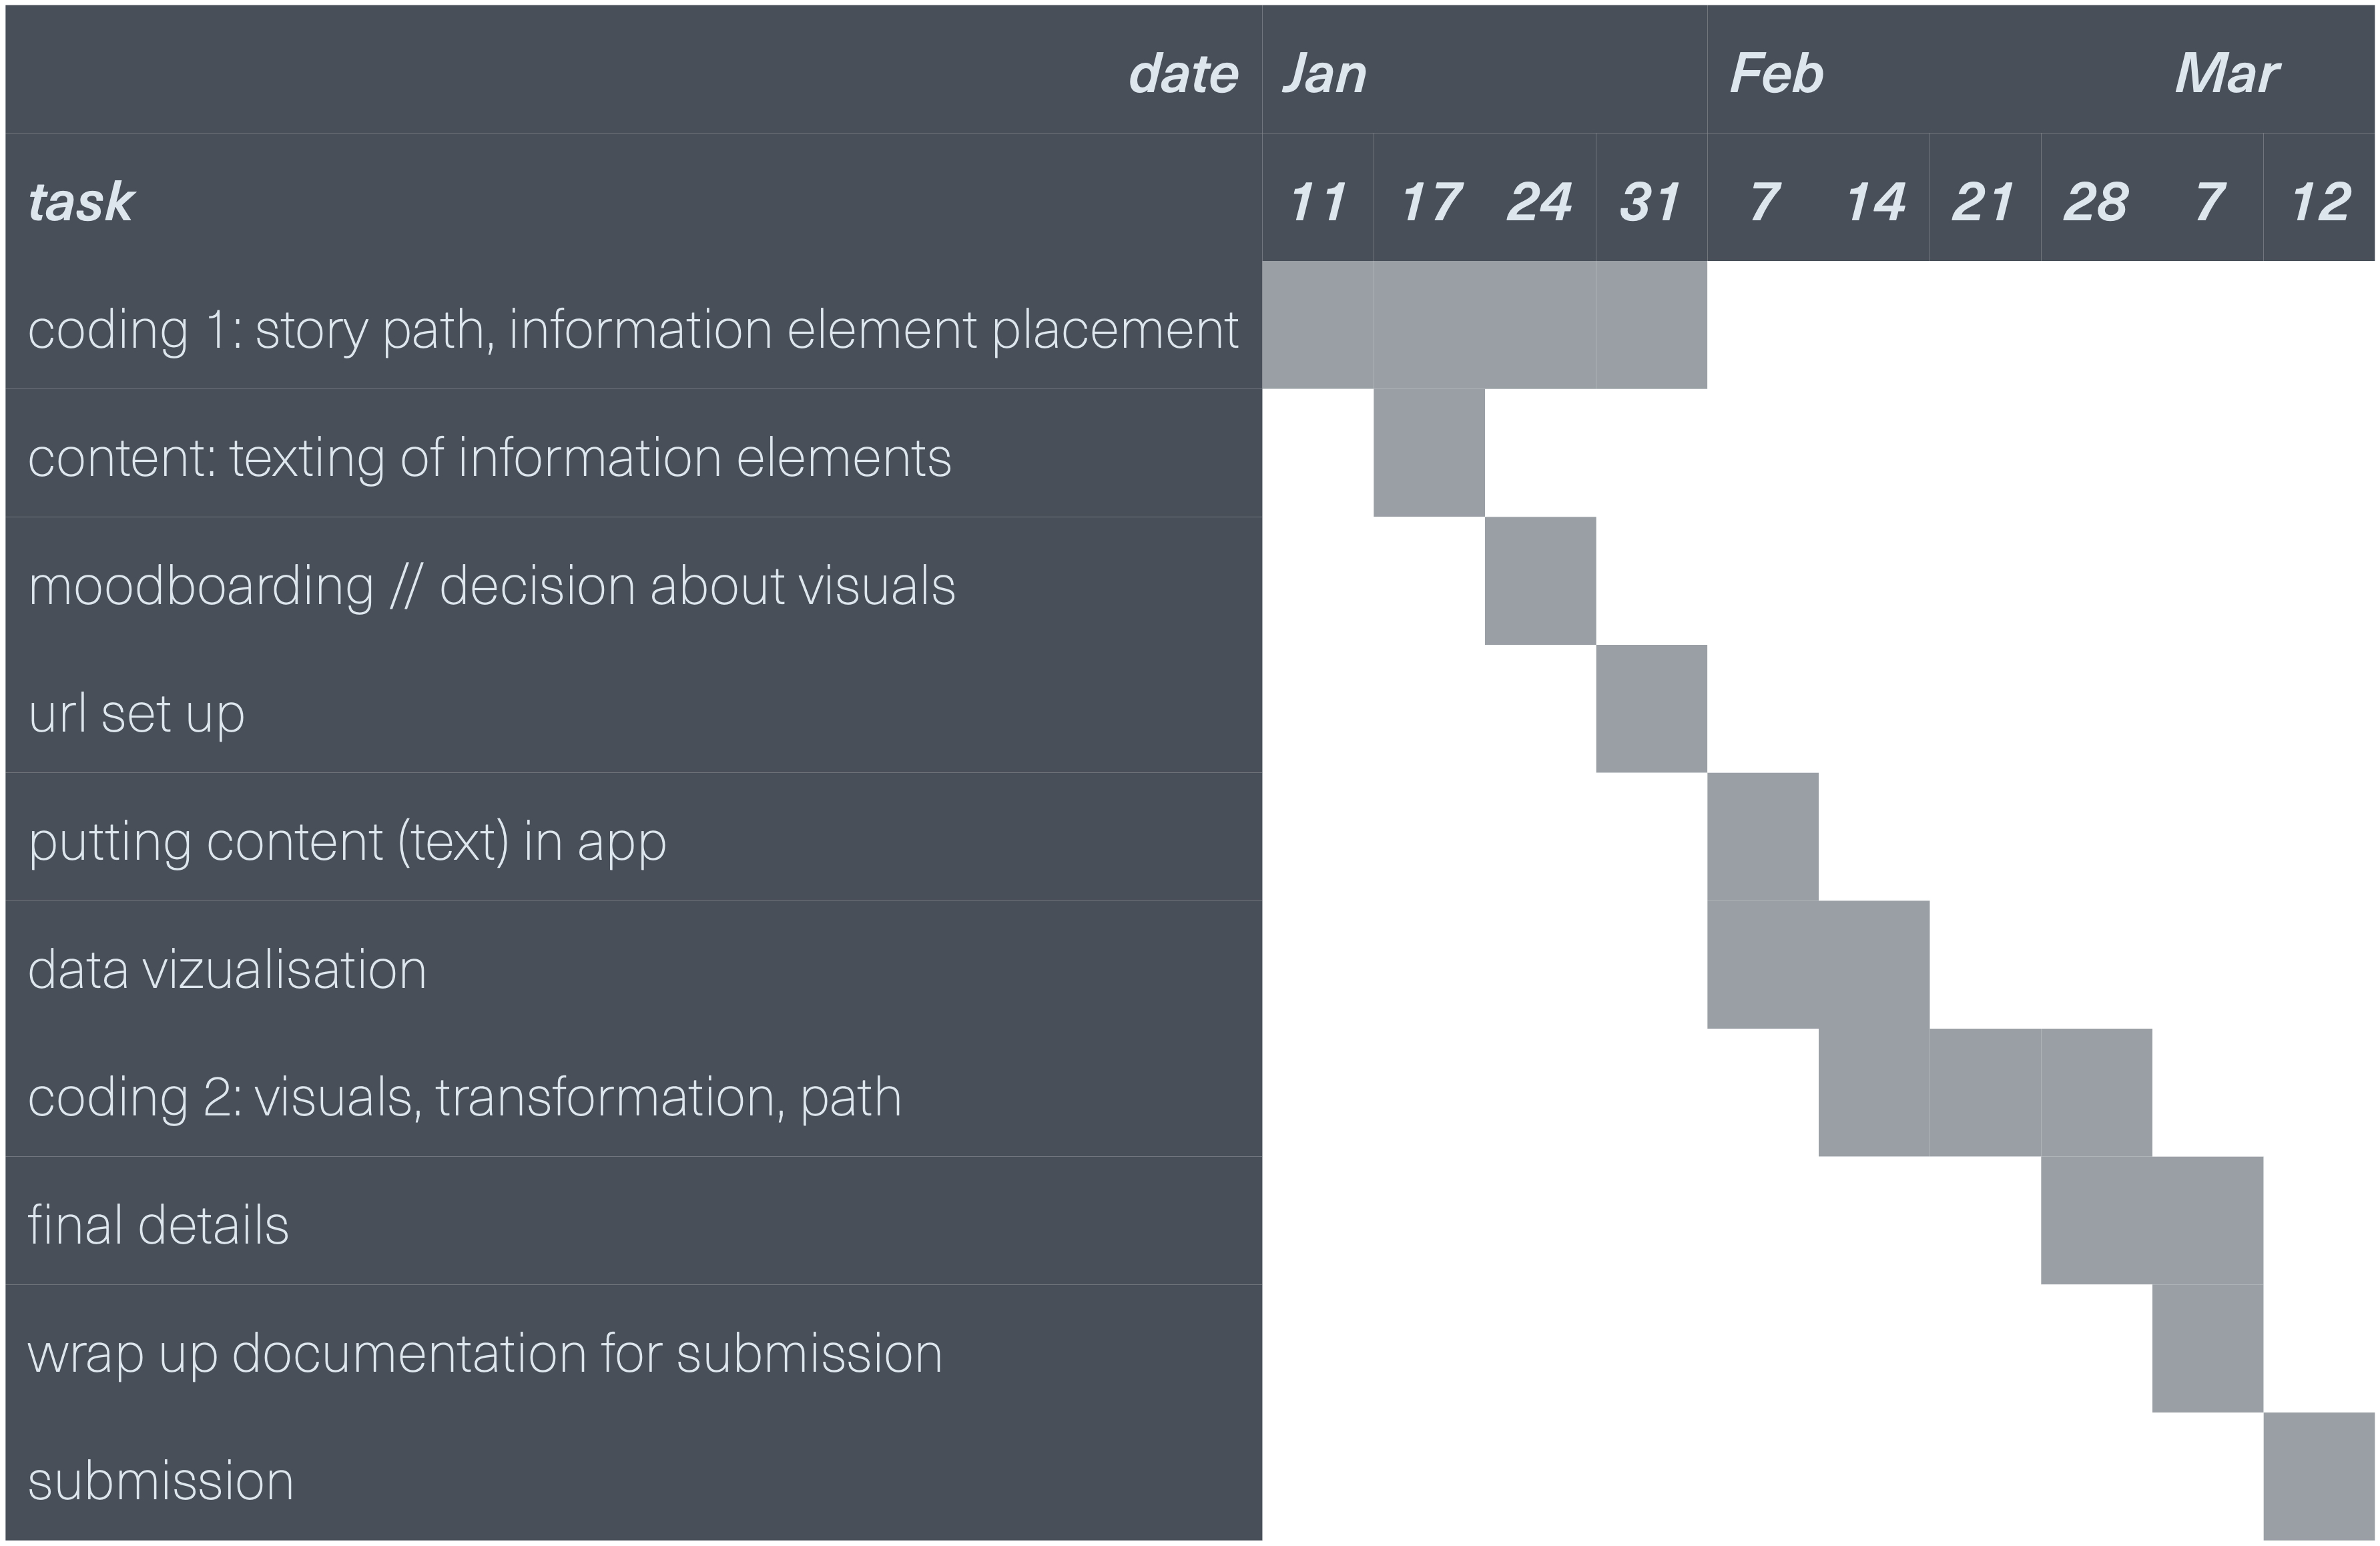 date Jan Feb Mar
task 11 17 24 31 7 14 21 28 7 12
coding 1: story path, information element placement
content: texting of information elements
moodboarding // decision about visuals
url set up
putting content (text) in app
data vizualisation
coding 2: visuals, transformation, path
final details
wrap up documentation for submission
submission